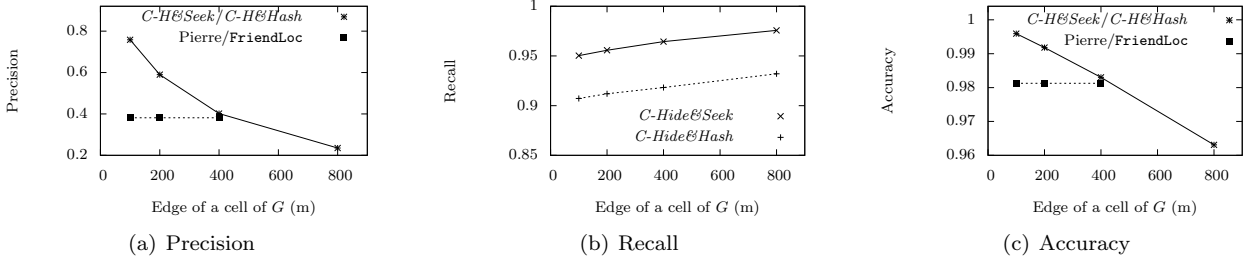 C-H&Seek/C-H&Hash
Pierre/FriendLoc
Precision
0.8
0.6
0.4
0.2
0 200 400 600 800
Edge of a cell of G (m)
(a) Precision
Recall
1
0.95
0.9
0.85
C-Hide&Seek
C-Hide&Hash
0 200 400 600 800
Edge of a cell of G (m)
(b) Recall
C-H&Seek/C-H&Hash
Pierre/FriendLoc
Accuracy
1
0.99
0.98
0.97
0.96
0 200 400 600 800
Edge of a cell of G (m)
(c) Accuracy